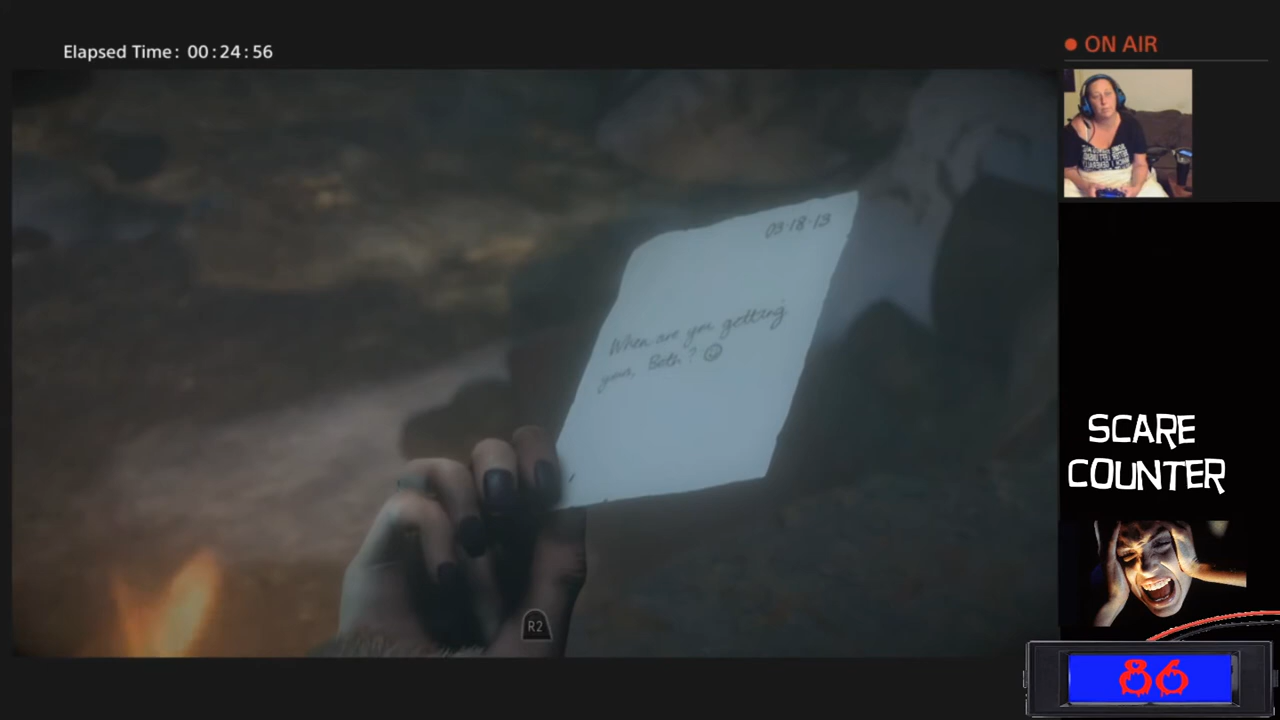 Elapsed Time: 00:24:56
ON AIR
03·18·13
When are you getting
yours, Beth? ☺
SCARE
COUNTER
R2
86